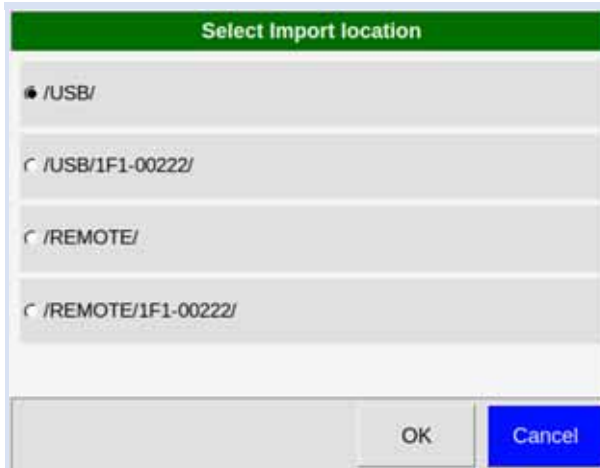 Select Import location
/USB/
/USB/1F1-00222/
/REMOTE/
/REMOTE/1F1-00222/
OK
Cancel